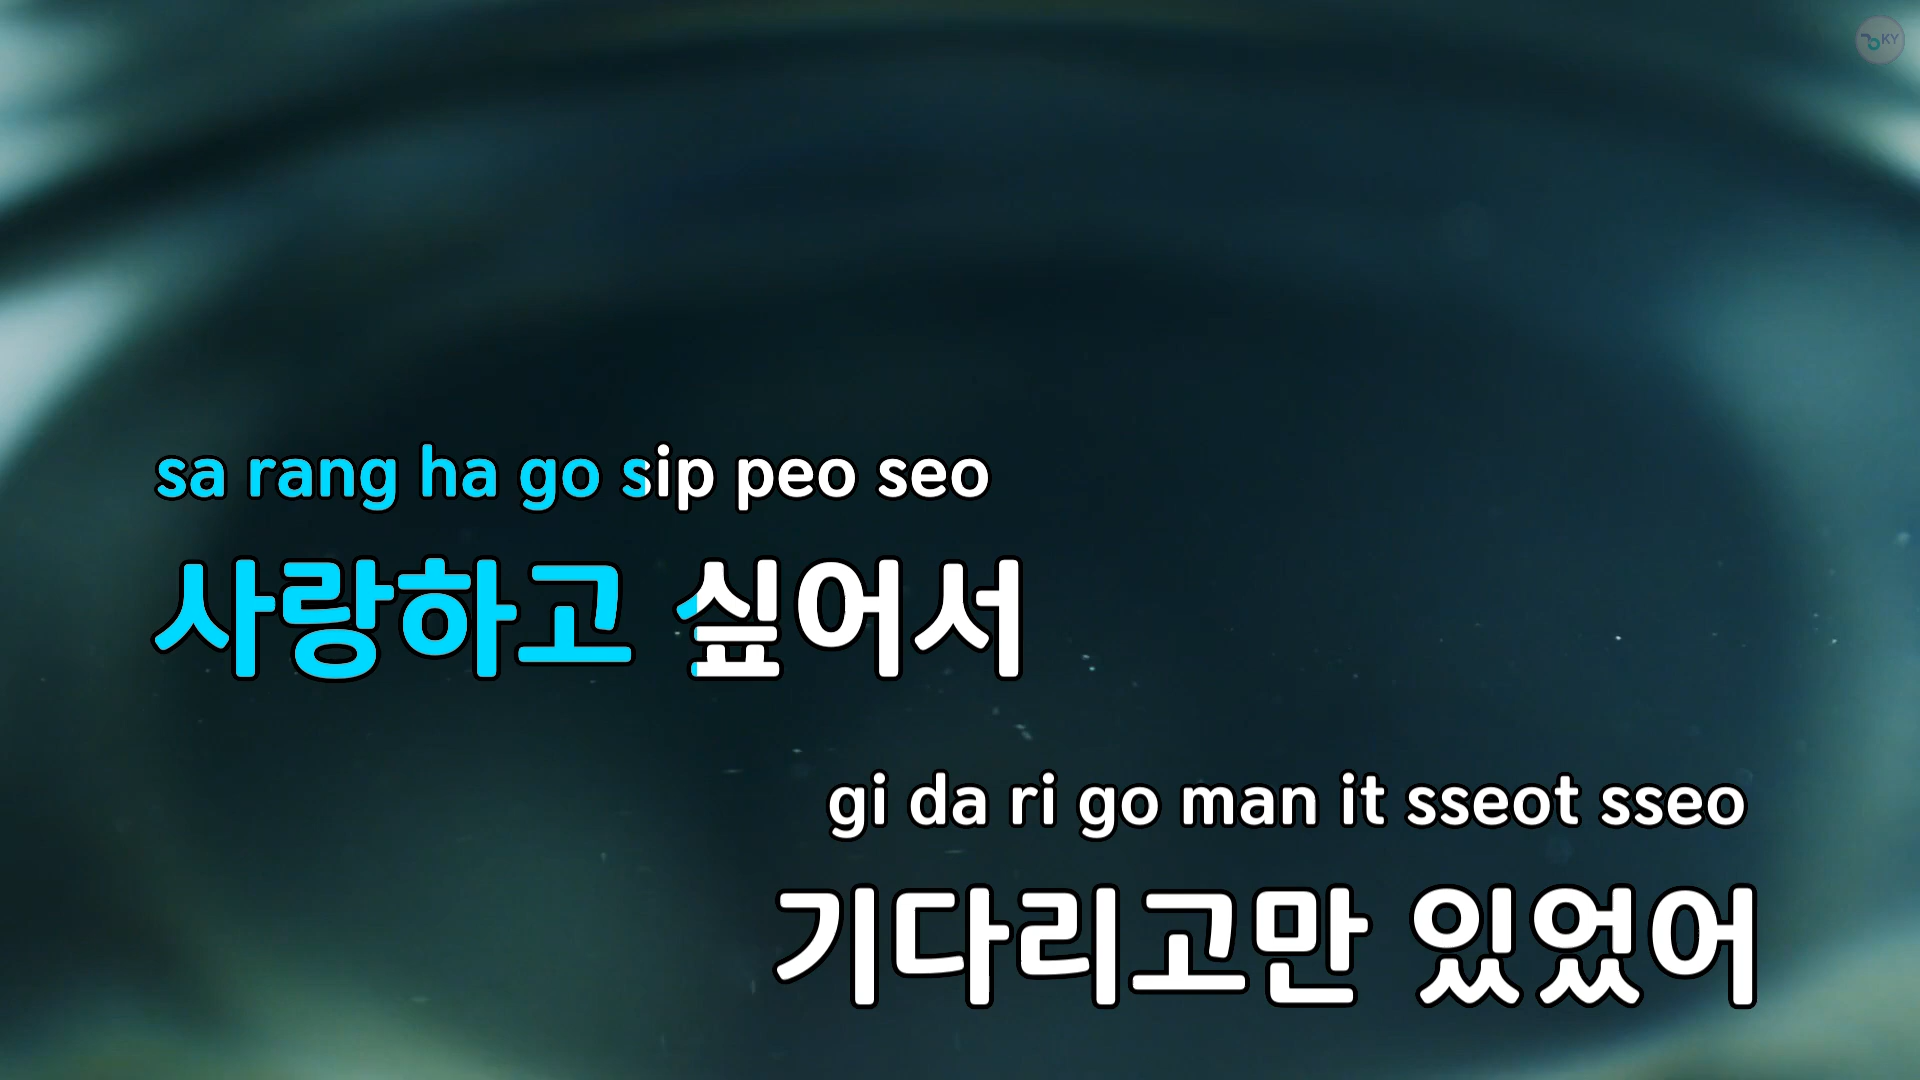 KY
sa rang ha go sip peo seo
사랑하고 싶어서
gi da ri go man it sseot sseo
기다리고만 있었어